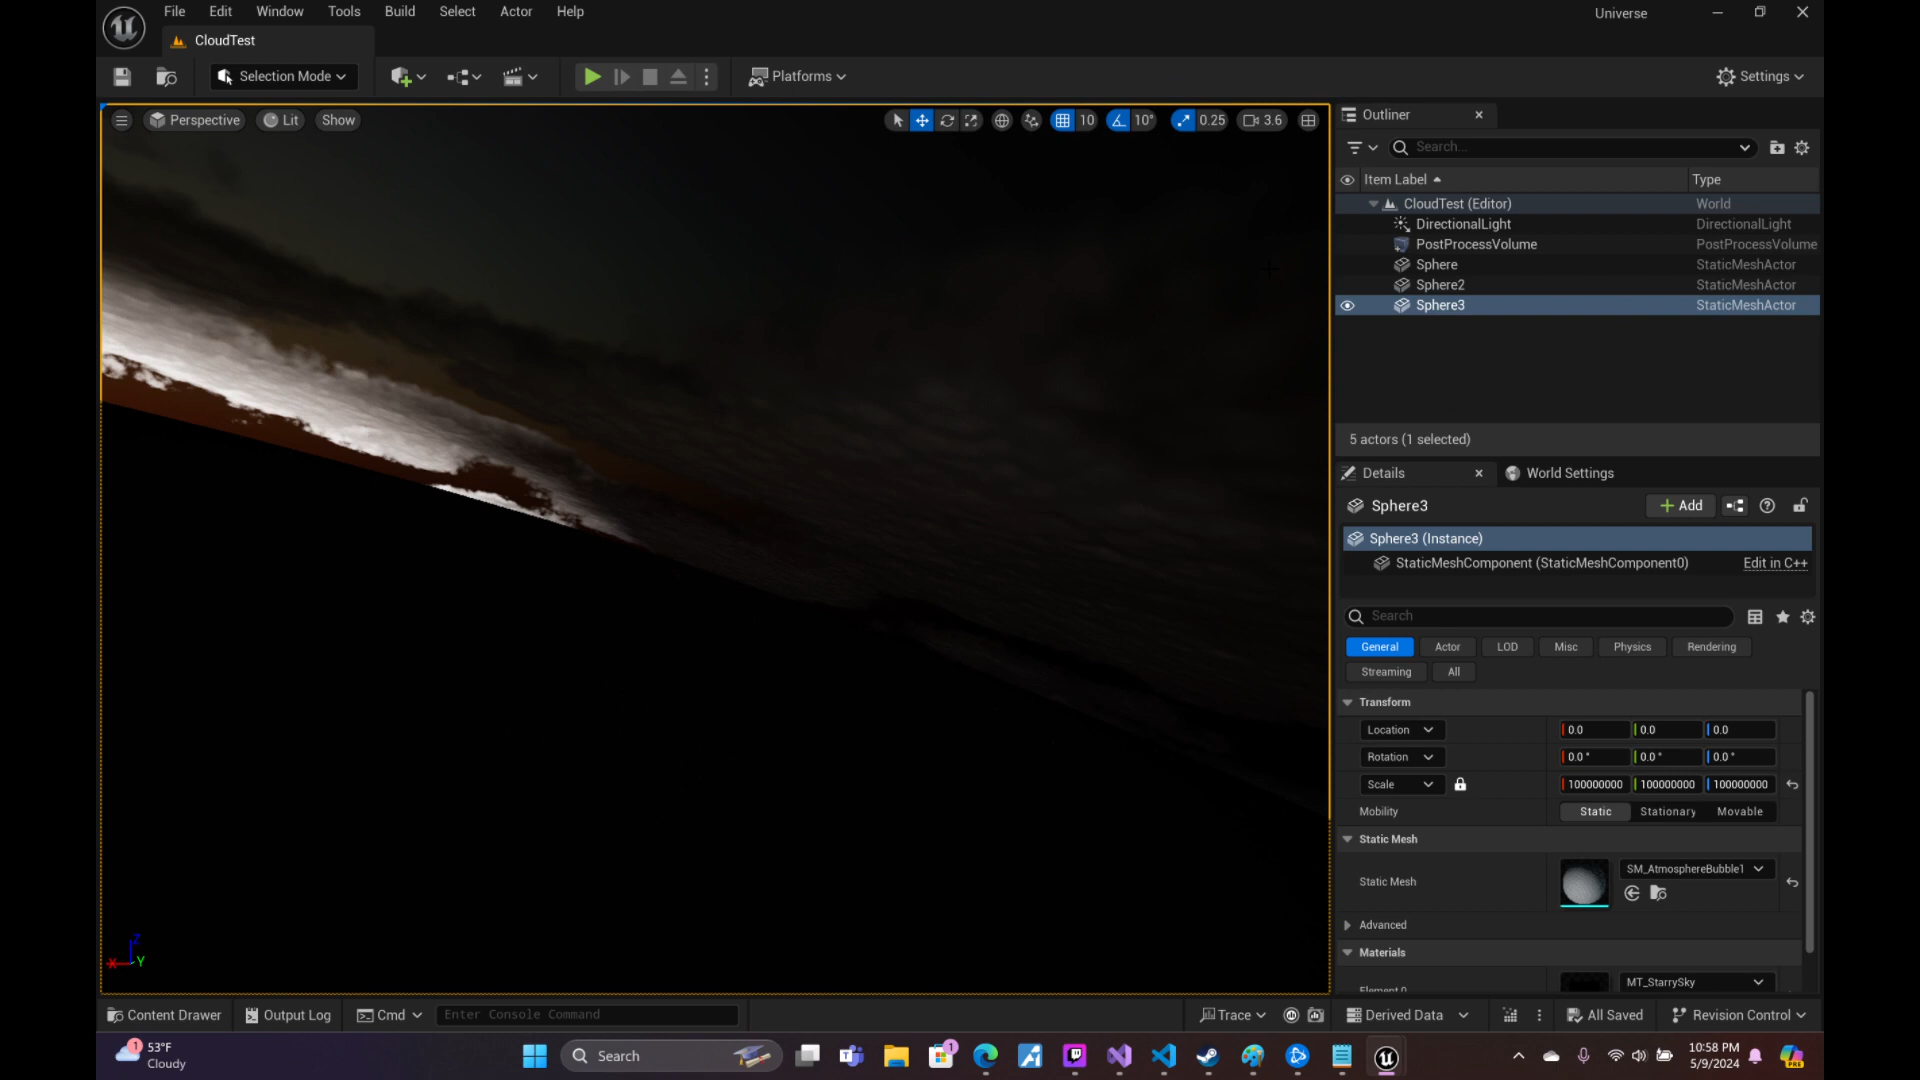 File Edit Window Tools Build Select Actor Help
Universe
CloudTest
Selection Mode
Platforms
Settings
Perspective Lit Show
10 10° 0.25 3.6
Outliner
Search...
Item Label Type
CloudTest (Editor) World
DirectionalLight DirectionalLight
PostProcessVolume PostProcessVolume
Sphere StaticMeshActor
Sphere2 StaticMeshActor
Sphere3 StaticMeshActor
5 actors (1 selected)
Details World Settings
Sphere3 Add
Sphere3 (Instance)
StaticMeshComponent (StaticMeshComponent0) Edit in C++
Search
General Actor LOD Misc Physics Rendering
Streaming All
Transform
Location 0.0 0.0 0.0
Rotation 0.0 ° 0.0 ° 0.0 °
Scale 100000000 100000000 100000000
Mobility Static Stationary Movable
Static Mesh
Static Mesh SM_AtmosphereBubble1
Advanced
Materials
Element 0 MT_StarrySky
Z
X Y
Content Drawer Output Log Cmd Enter Console Command Trace Derived Data All Saved Revision Control
1 53°F
Cloudy
Search
1
10:58 PM
5/9/2024
PRE